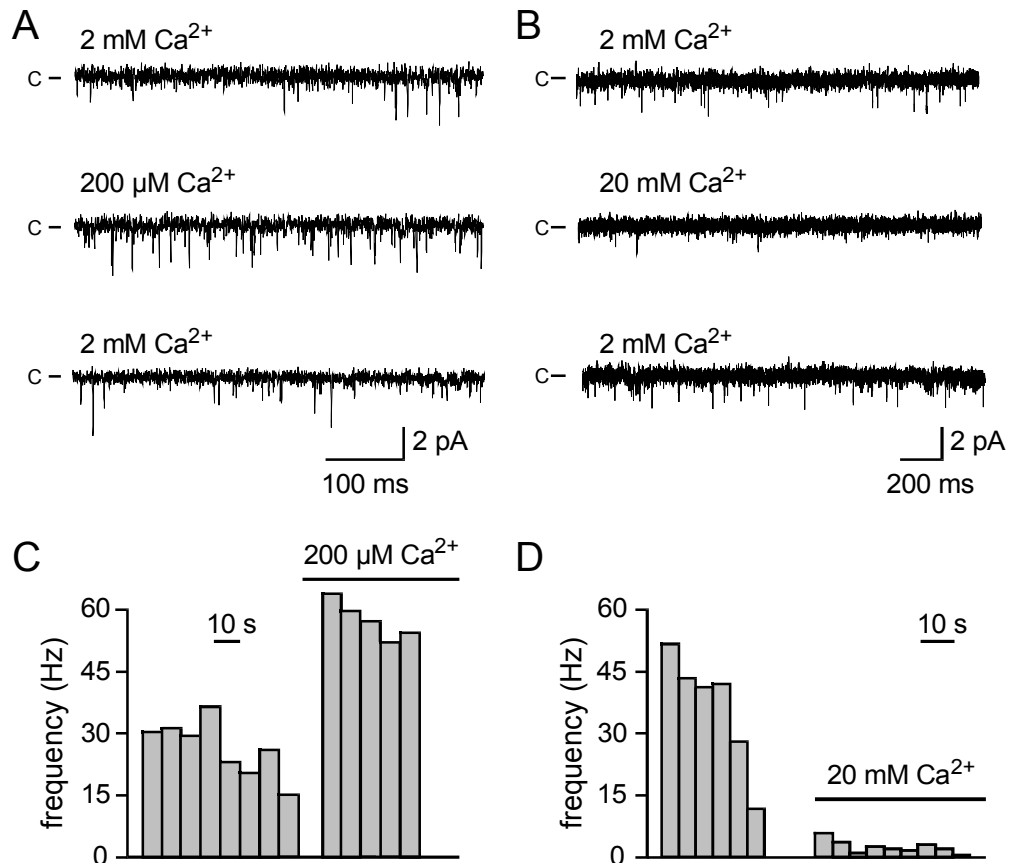 A
2 mM Ca²⁺
C
200 µM Ca²⁺
C
2 mM Ca²⁺
C
2 pA
100 ms
B
2 mM Ca²⁺
C
20 mM Ca²⁺
C
2 mM Ca²⁺
C
2 pA
200 ms
C
200 µM Ca²⁺
10 s
60
45
30
15
0
frequency (Hz)
D
10 s
20 mM Ca²⁺
60
45
30
15
0
frequency (Hz)